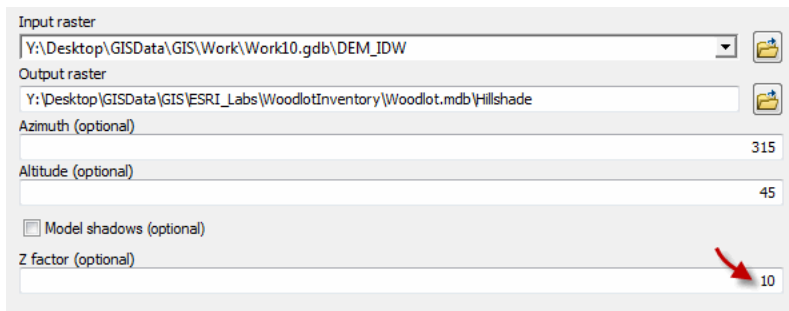 Input raster
Y:\Desktop\GISData\GIS\Work\Work10.gdb\DEM_IDW
Output raster
Y:\Desktop\GISData\GIS\ESRI_Labs\WoodlotInventory\Woodlot.mdb\Hillshade
Azimuth (optional)
315
Altitude (optional)
45
Model shadows (optional)
Z factor (optional)
10